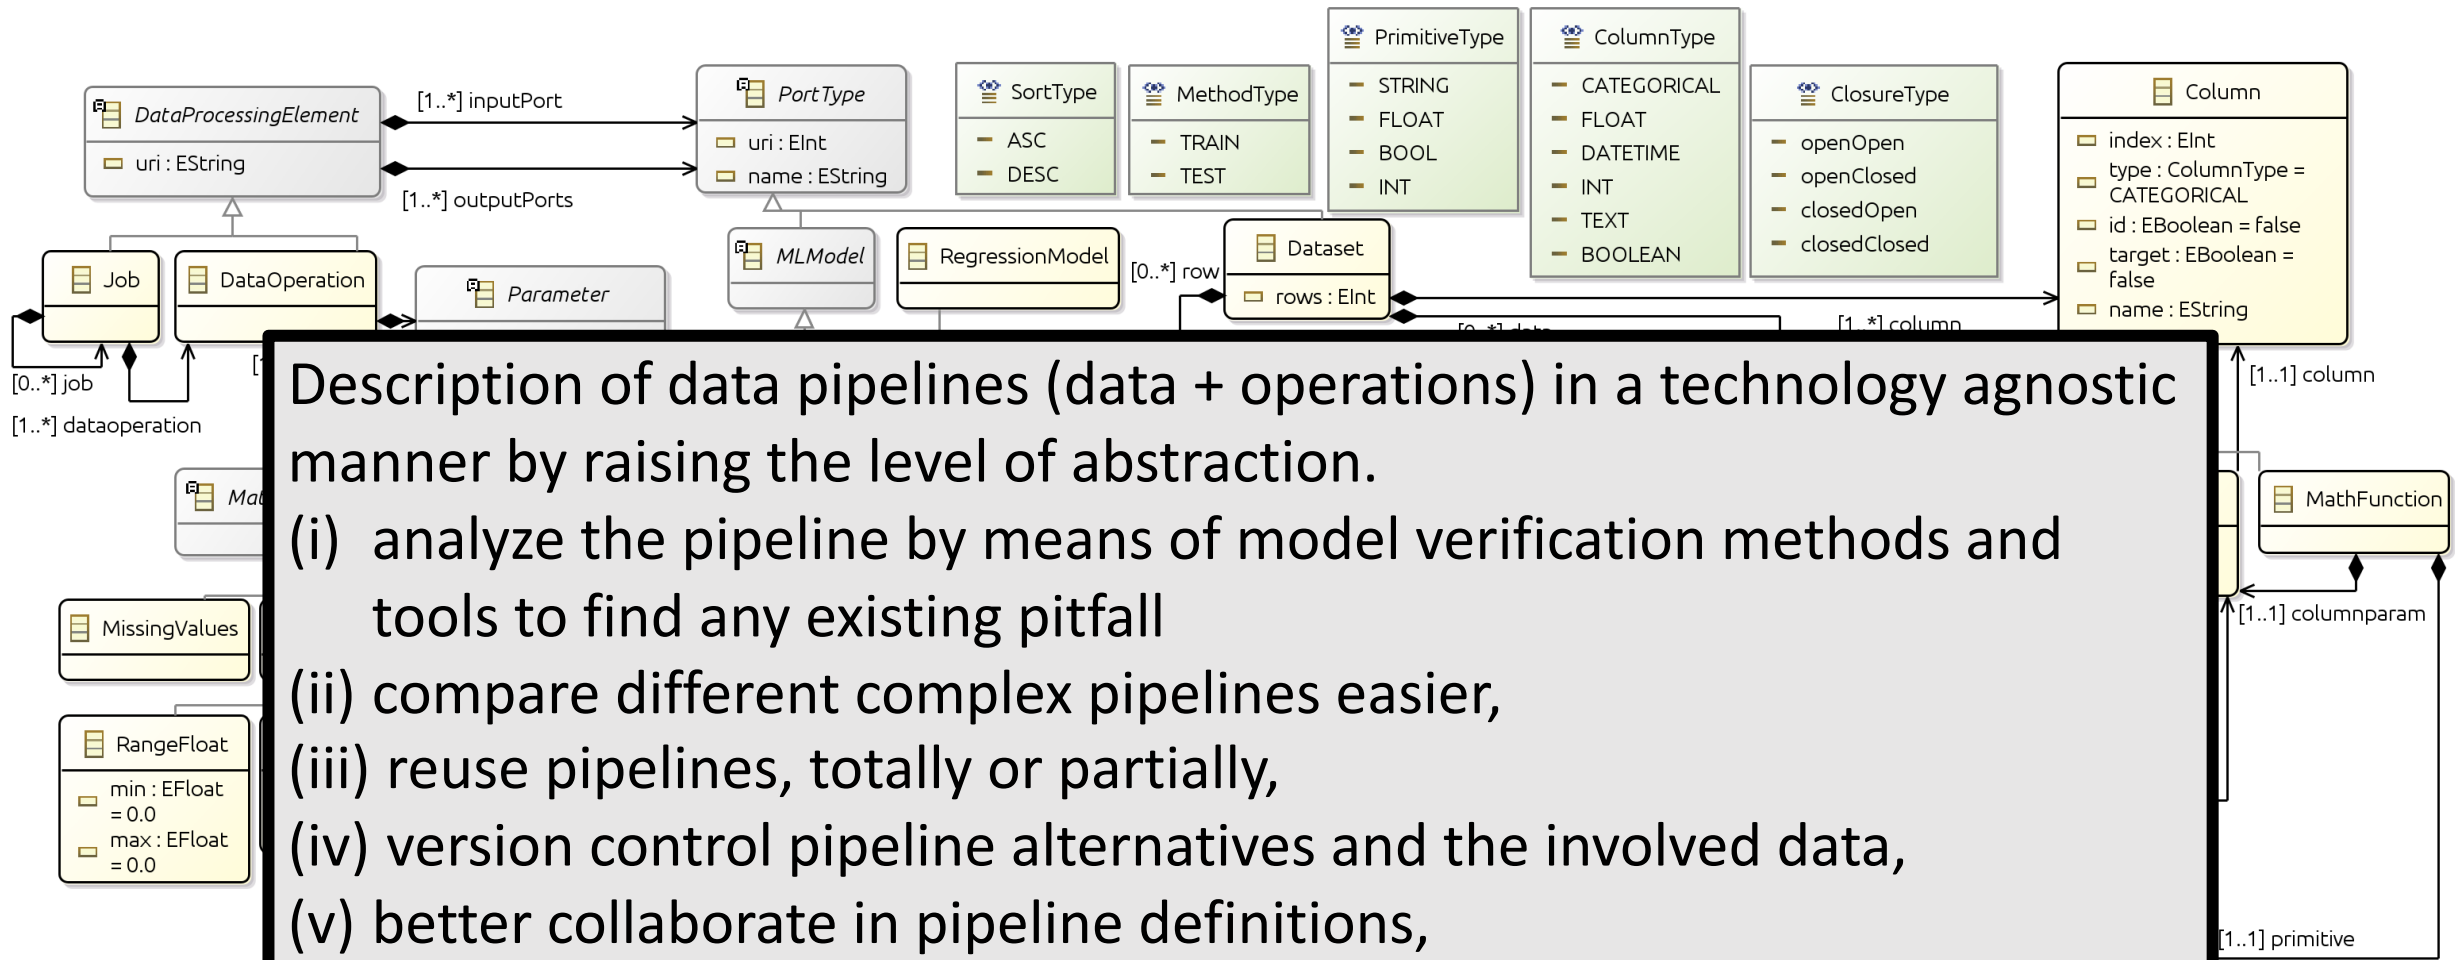 DataProcessingElement
uri : EString
[1..*] inputPort
[1..*] outputPorts
PortType
uri : EInt
name : EString
SortType
ASC
DESC
MethodType
TRAIN
TEST
PrimitiveType
STRING
FLOAT
BOOL
INT
ColumnType
CATEGORICAL
FLOAT
DATETIME
INT
TEXT
BOOLEAN
ClosureType
openOpen
openClosed
closedOpen
closedClosed
Column
index : EInt
type : ColumnType =
CATEGORICAL
id : EBoolean = false
target : EBoolean =
false
name : EString
Job
DataOperation
Parameter
MLModel
RegressionModel
[0..*] row
Dataset
rows : EInt
[1..*] column
[0..*] job
[1..*] dataoperation
[1..1] column
Description of data pipelines (data + operations) in a technology agnostic
manner by raising the level of abstraction.
(i) analyze the pipeline by means of model verification methods and
tools to find any existing pitfall
(ii) compare different complex pipelines easier,
(iii) reuse pipelines, totally or partially,
(iv) version control pipeline alternatives and the involved data,
(v) better collaborate in pipeline definitions,
MathFunction
[1..1] columnparam
MissingValues
RangeFloat
min : EFloat
= 0.0
max : EFloat
= 0.0
[1..1] primitive